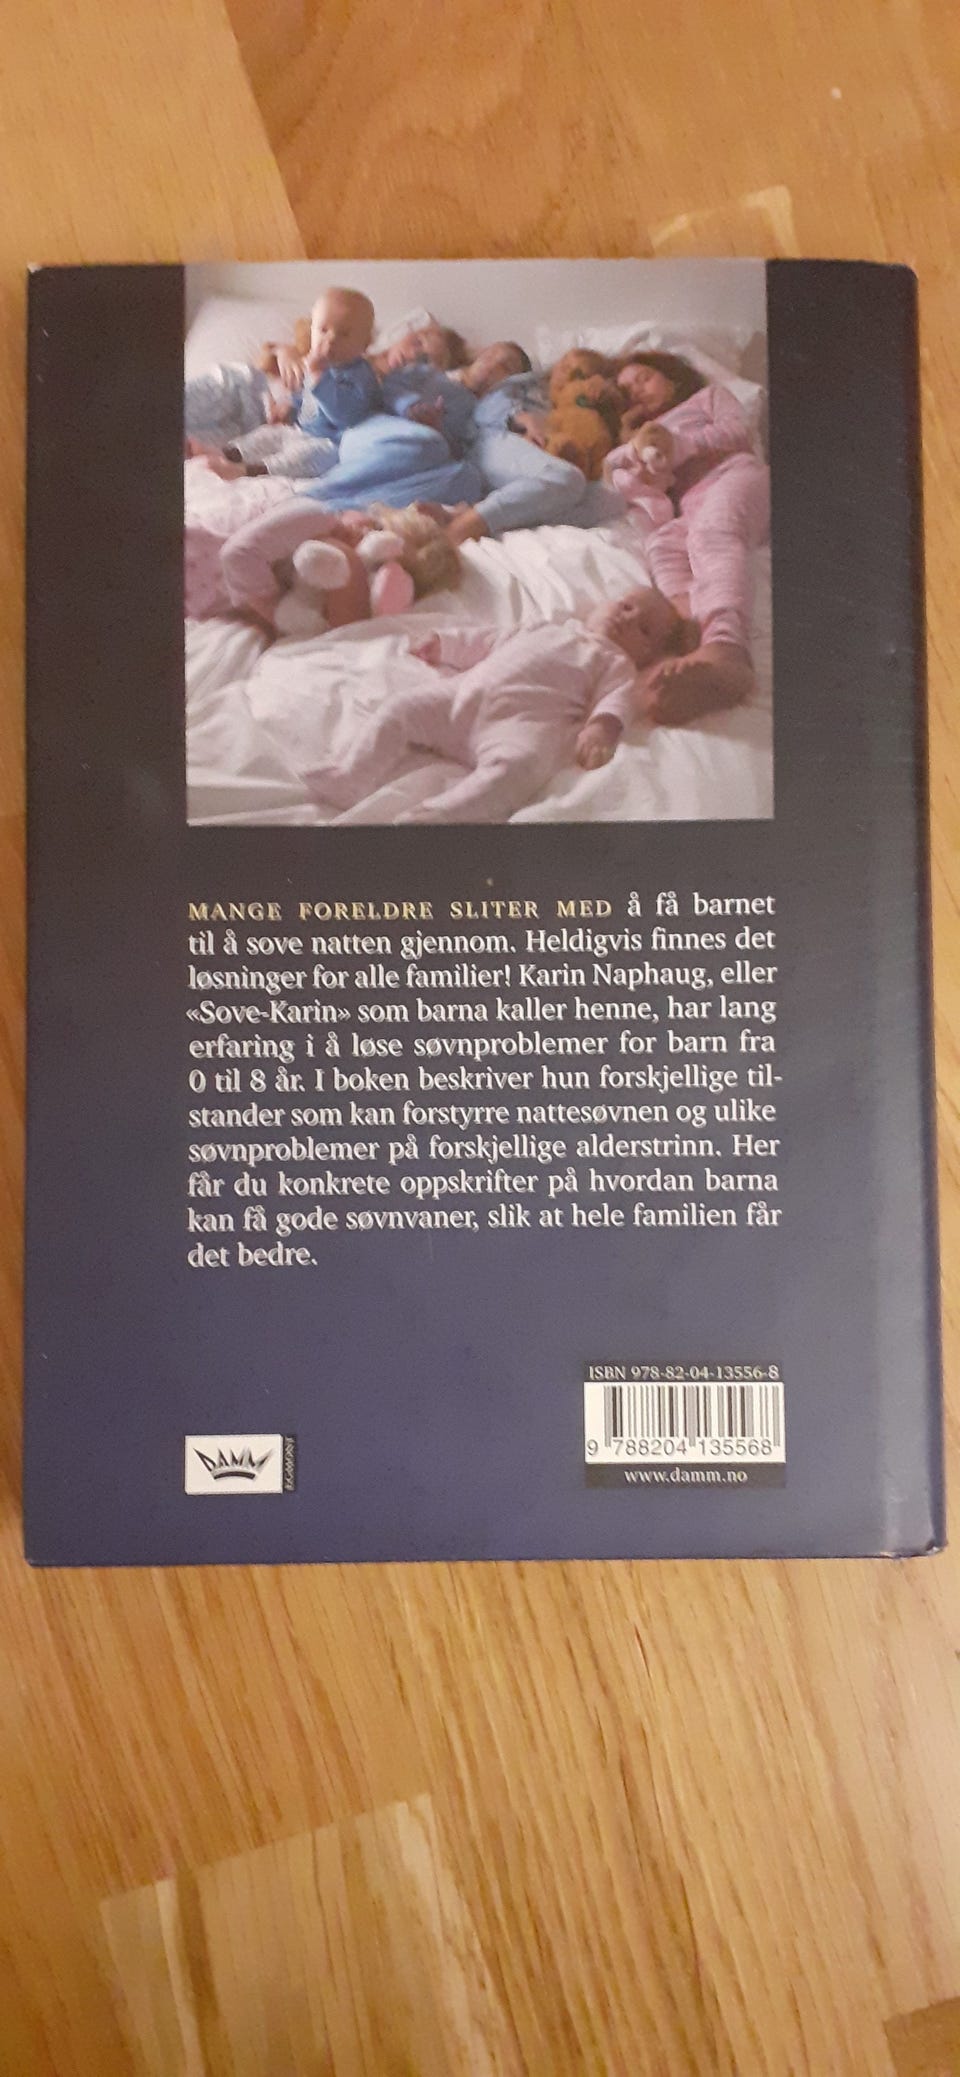 MANGE FORELDRE SLITER MED å få barnet
til å sove natten gjennom. Heldigvis finnes det
løsninger for alle familier! Karin Naphaug, eller
«Sove-Karin» som barna kaller henne, har lang
erfaring i å løse søvnproblemer for barn fra
0 til 8 år. I boken beskriver hun forskjellige til-
stander som kan forstyrre nattesøvnen og ulike
søvnproblemer på forskjellige alderstrinn. Her
får du konkrete oppskrifter på hvordan barna
kan få gode søvnvaner, slik at hele familien får
det bedre.
ISBN 978-82-04-13556-8
9 788204 135568
www.damm.no
DAMM